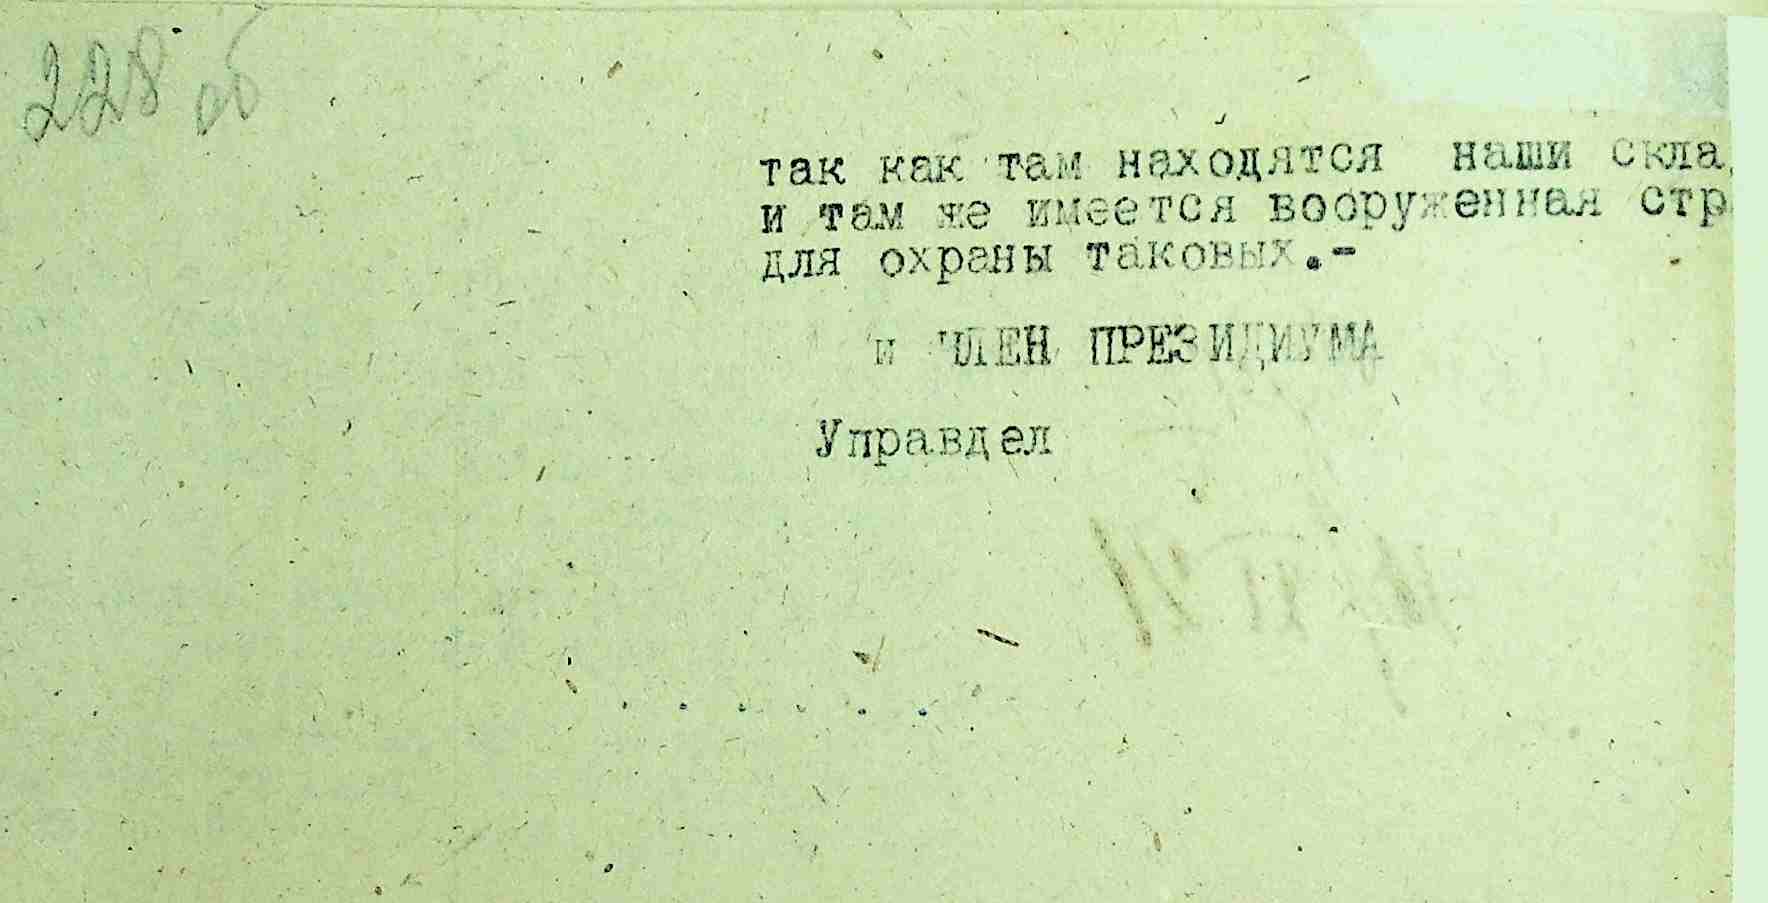 228 об
так как там находятся наши скла
и там же имеется вооруженная стр
для охраны таковых.-
и ЧЛЕН ПРЕЗИДИУМА
Управдел